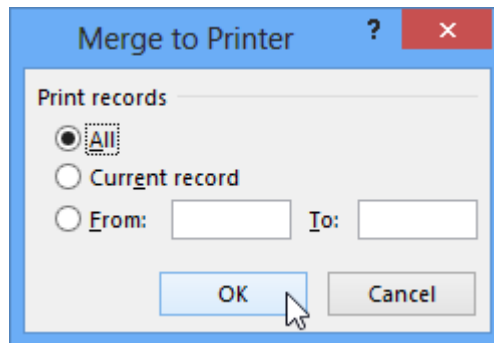 Merge to Printer ?
Print records
All
Current record
From: To:
OK Cancel